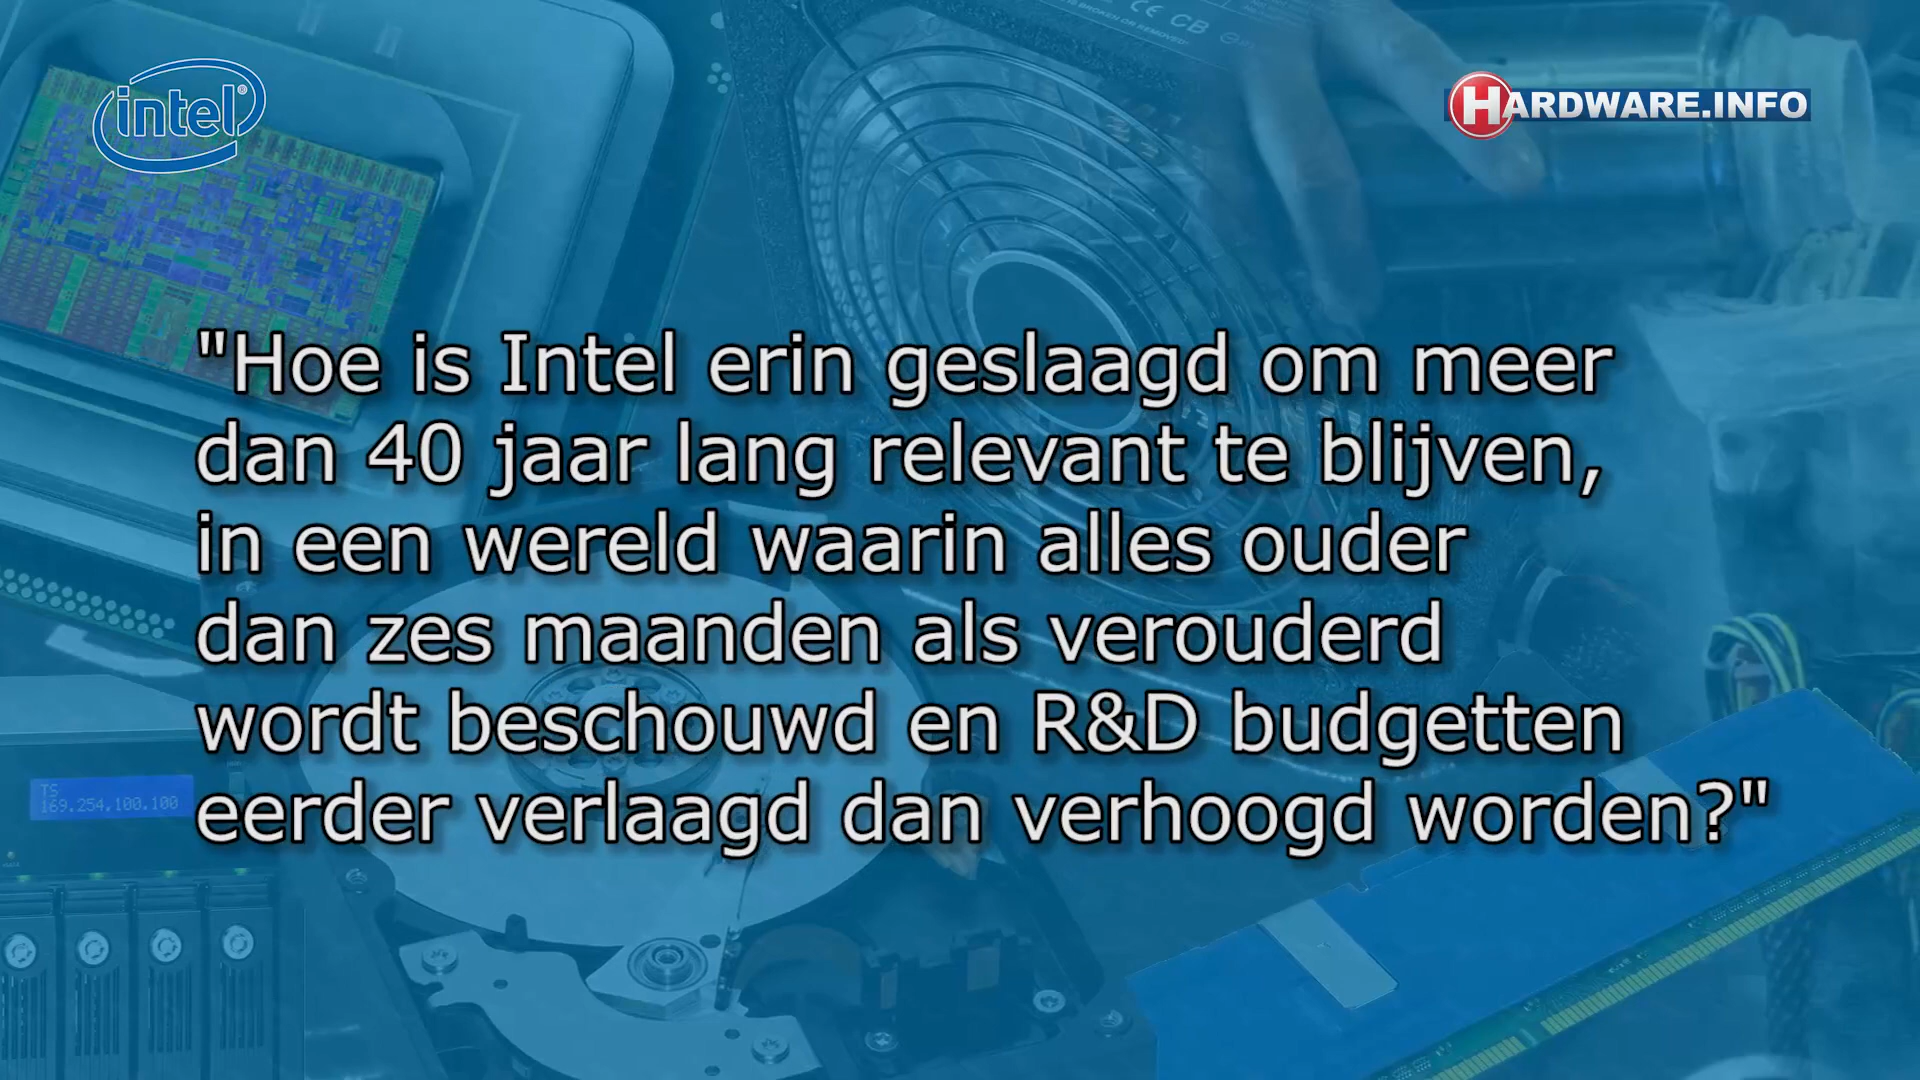 intel®
HARDWARE.INFO
"Hoe is Intel erin geslaagd om meer
dan 40 jaar lang relevant te blijven,
in een wereld waarin alles ouder
dan zes maanden als verouderd
wordt beschouwd en R&D budgetten
eerder verlaagd dan verhoogd worden?"
TS
169.254.100.100